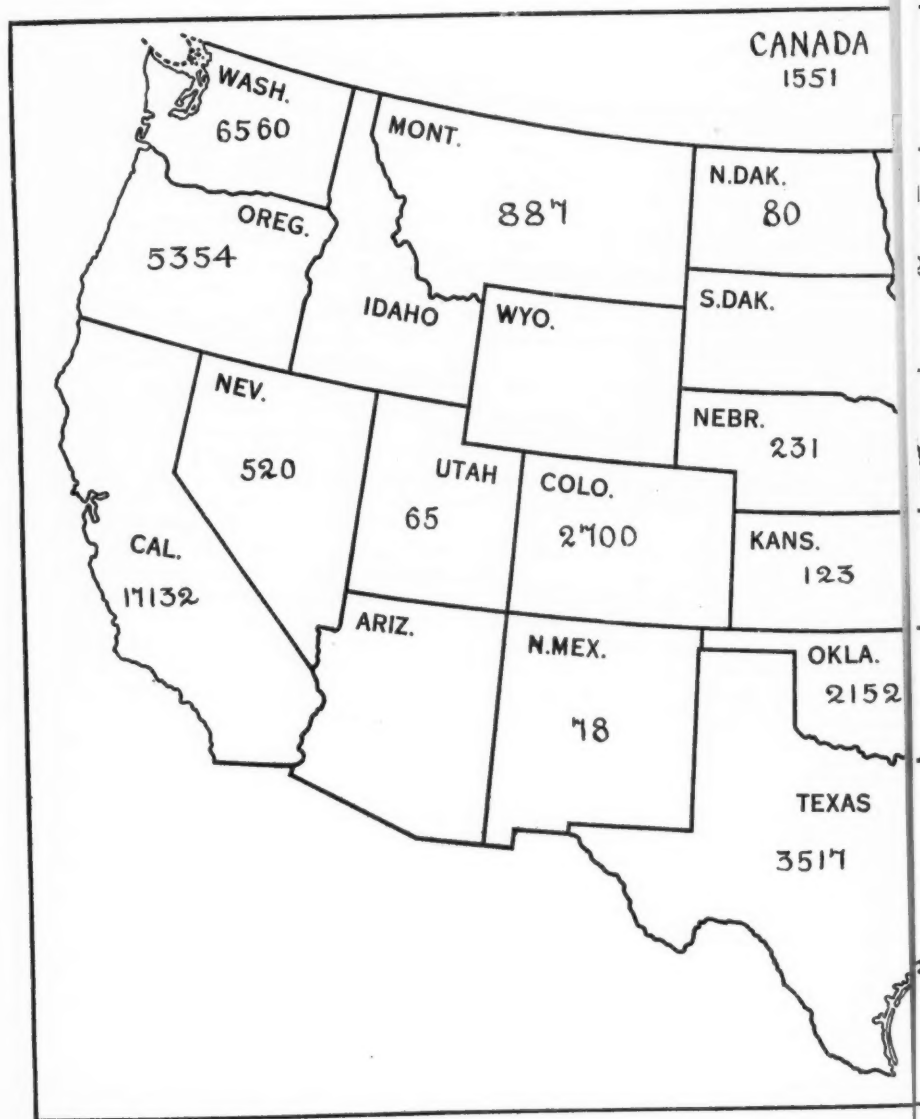 CANADA
1551
WASH.
6560
MONT.
887
N.DAK.
80
OREG.
5354
IDAHO
WYO.
S.DAK.
NEV.
520
NEBR.
231
UTAH
65
COLO.
2700
CAL.
17132
KANS.
123
ARIZ.
N.MEX.
78
OKLA.
2152
TEXAS
3517